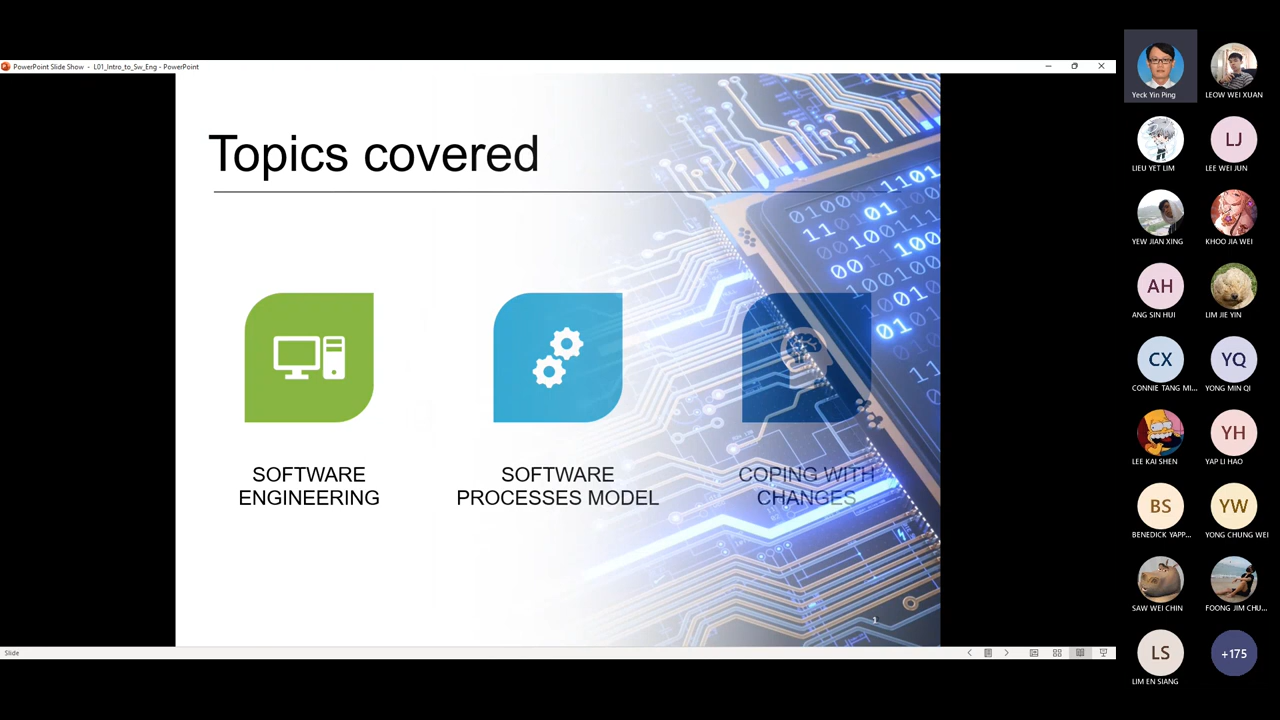 PowerPoint Slide Show - L01_Intro_to_Sw_Eng - PowerPoint
Topics covered
SOFTWARE
ENGINEERING
SOFTWARE
PROCESSES MODEL
COPING WITH
CHANGES
1
Slide
Yeck Yin Ping
LEOW WEI XUAN
LIEU YET LIM
LJ
LEE WEI JUN
YEW JIAN XING
KHOO JIA WEI
AH
ANG SIN HUI
LIM JIE YIN
CX
CONNIE TANG MI...
YQ
YONG MIN QI
LEE KAI SHEN
YH
YAP LI HAO
BS
BENEDICK YAPP...
YW
YONG CHUNG WEI
SAW WEI CHIN
FOONG JIM CHU...
LS
LIM EN SIANG
+175